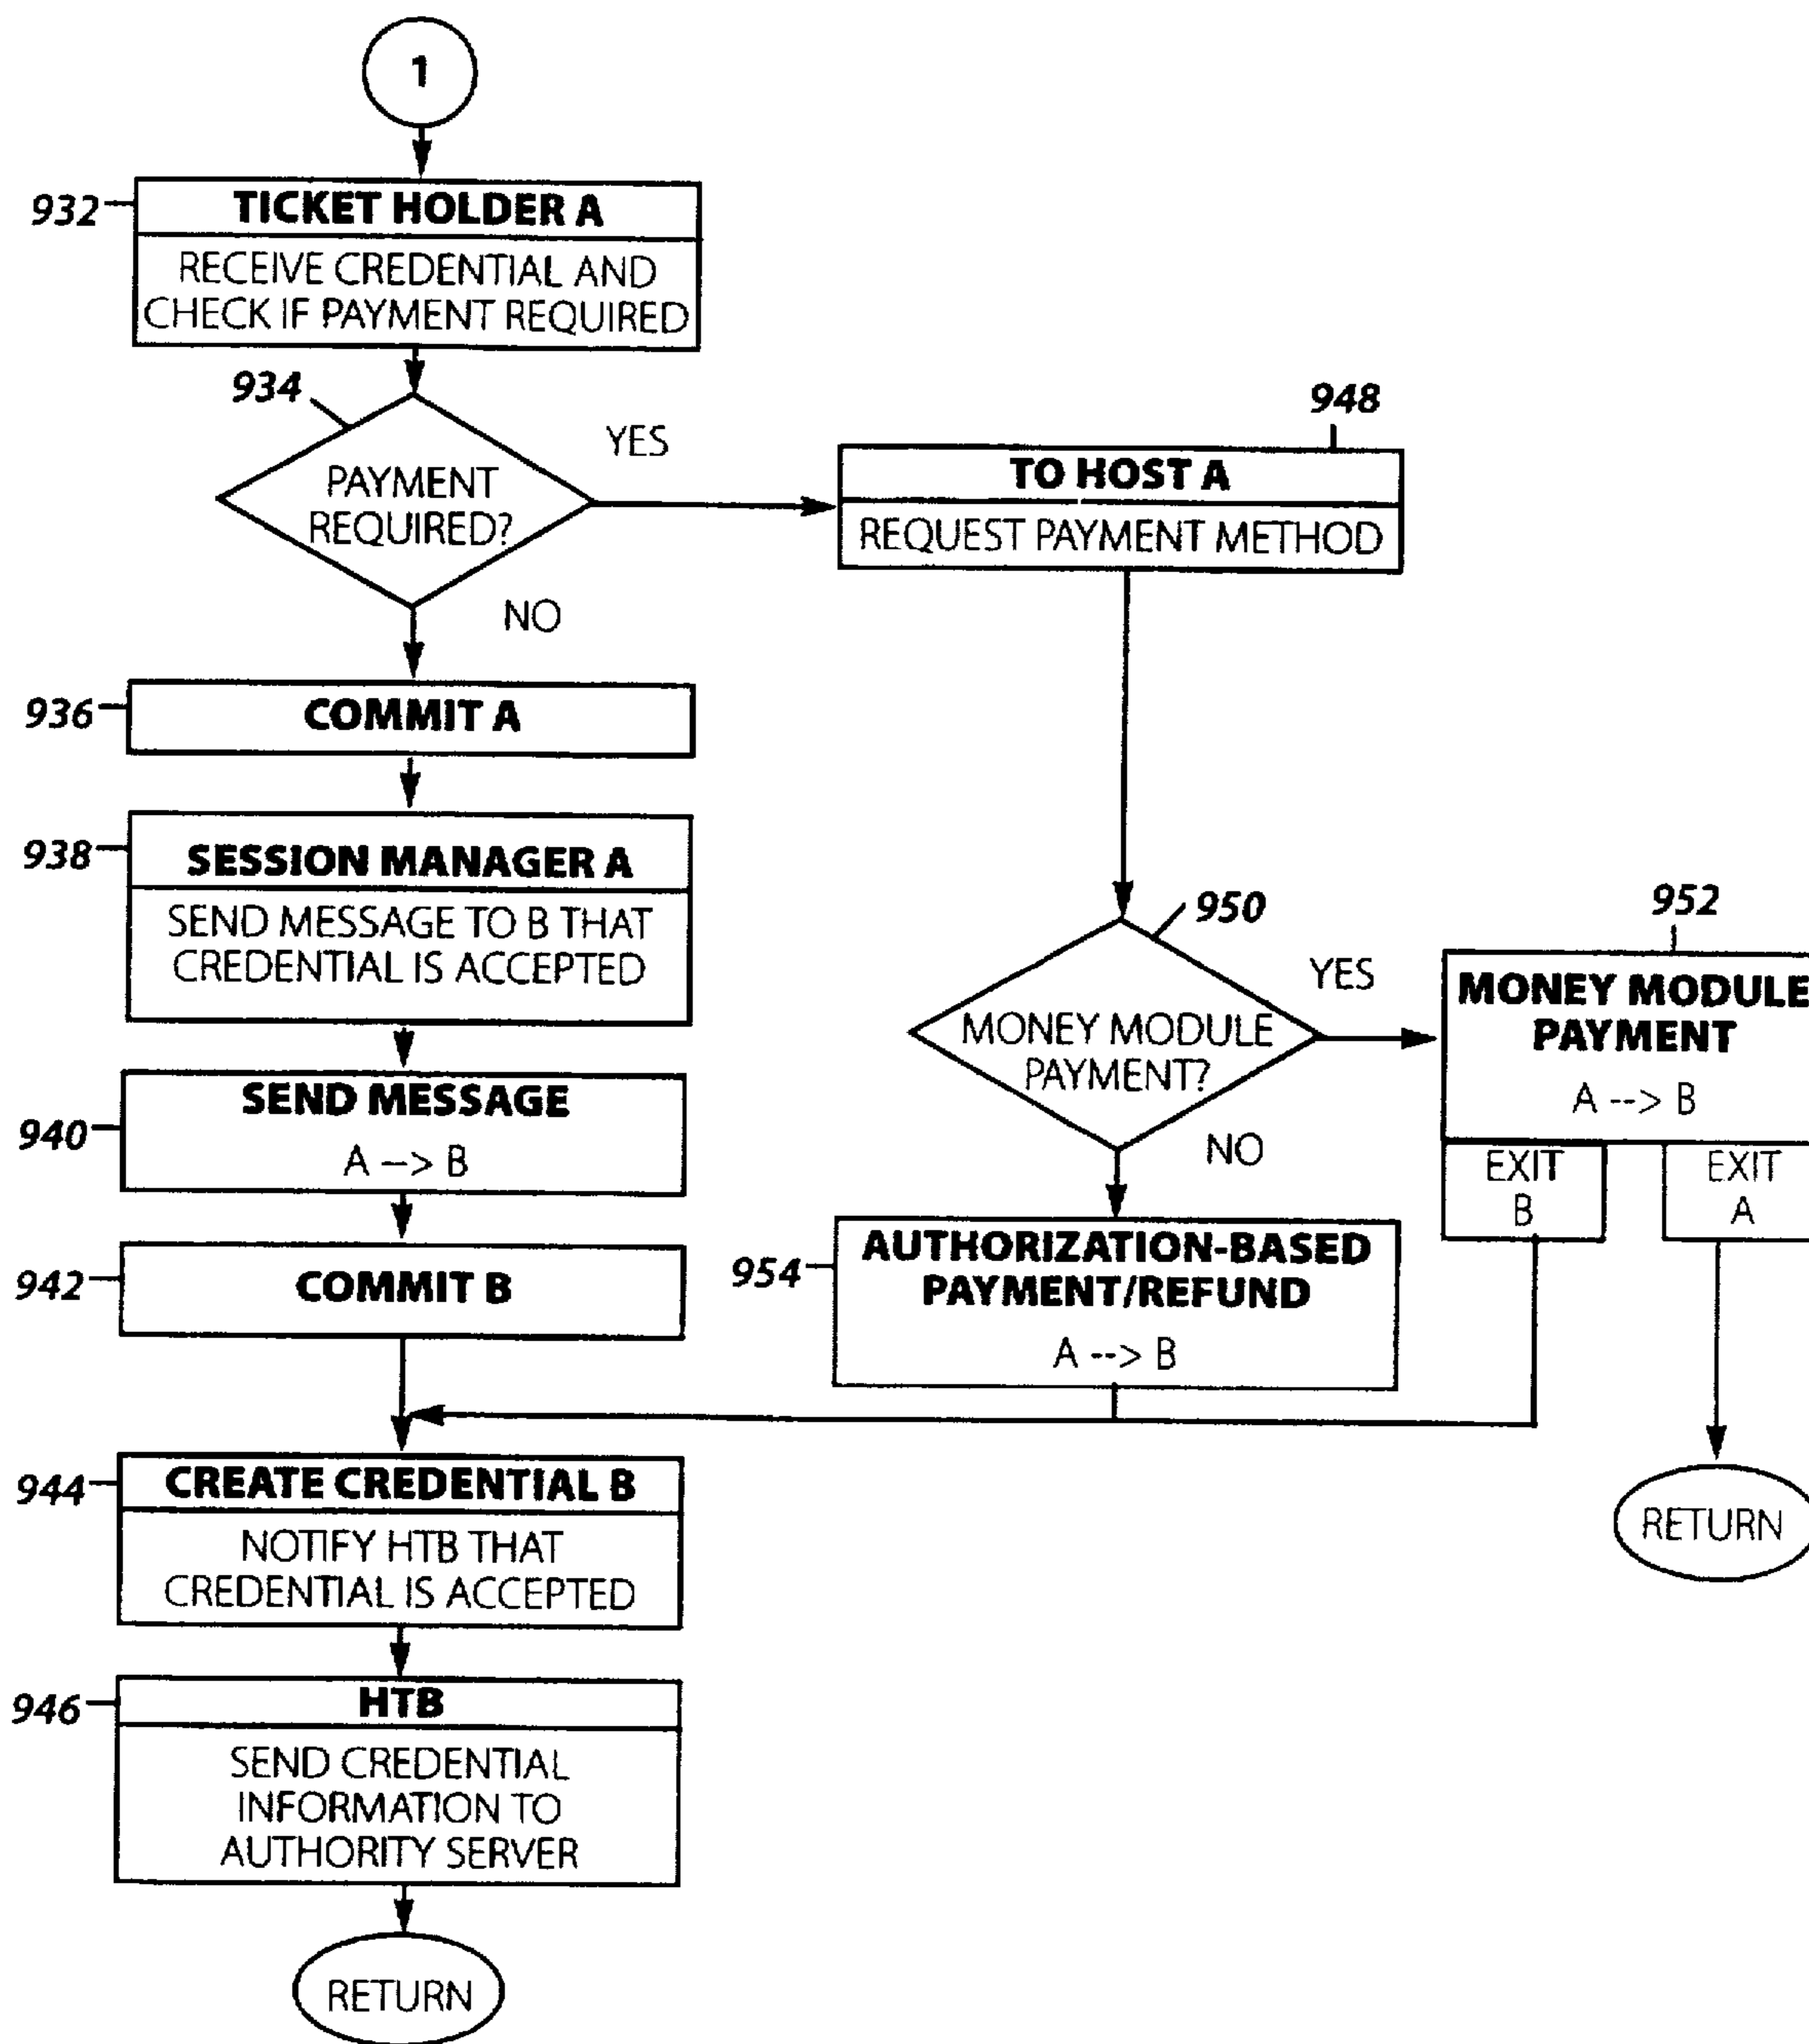 1
932
TICKET HOLDER A
RECEIVE CREDENTIAL AND
CHECK IF PAYMENT REQUIRED
934
PAYMENT
REQUIRED?
YES
NO
948
TO HOST A
REQUEST PAYMENT METHOD
936
COMMIT A
938
SESSION MANAGER A
SEND MESSAGE TO B THAT
CREDENTIAL IS ACCEPTED
940
SEND MESSAGE
A --> B
942
COMMIT B
950
MONEY MODULE
PAYMENT?
YES
NO
952
MONEY MODULE
PAYMENT
A --> B
EXIT
B
EXIT
A
RETURN
954
AUTHORIZATION-BASED
PAYMENT/REFUND
A --> B
944
CREATE CREDENTIAL B
NOTIFY HTB THAT
CREDENTIAL IS ACCEPTED
946
HTB
SEND CREDENTIAL
INFORMATION TO
AUTHORITY SERVER
RETURN